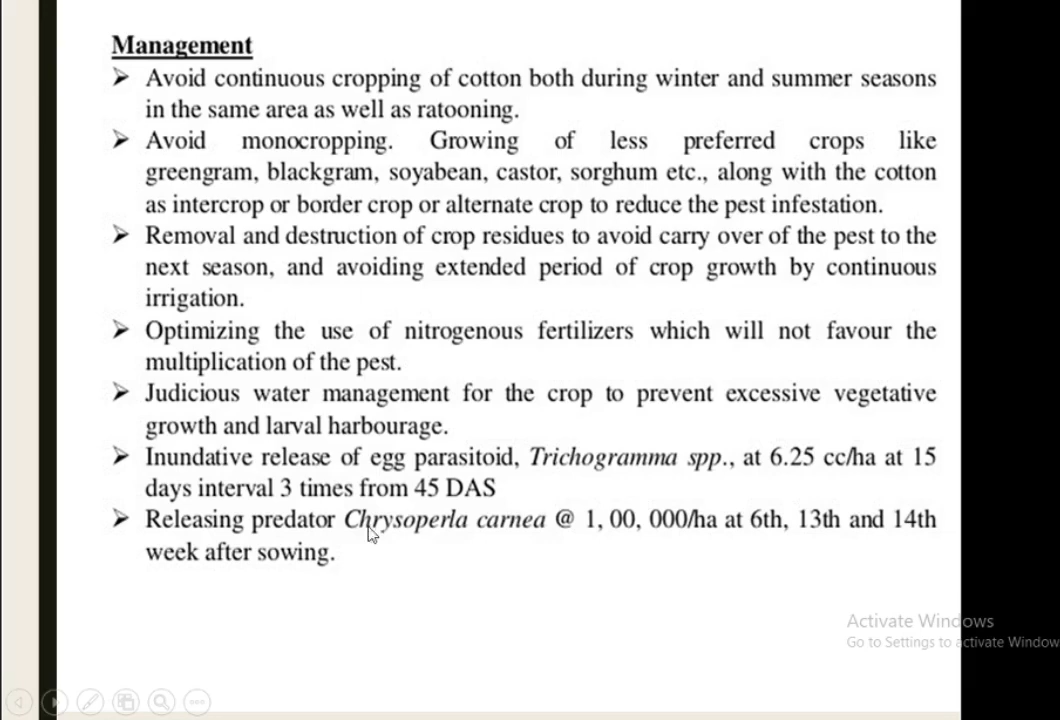 Management
➢ Avoid continuous cropping of cotton both during winter and summer seasons
in the same area as well as ratooning.
➢ Avoid monocropping. Growing of less preferred crops like
greengram, blackgram, soyabean, castor, sorghum etc., along with the cotton
as intercrop or border crop or alternate crop to reduce the pest infestation.
➢ Removal and destruction of crop residues to avoid carry over of the pest to the
next season, and avoiding extended period of crop growth by continuous
irrigation.
➢ Optimizing the use of nitrogenous fertilizers which will not favour the
multiplication of the pest.
➢ Judicious water management for the crop to prevent excessive vegetative
growth and larval harbourage.
➢ Inundative release of egg parasitoid, Trichogramma spp., at 6.25 cc/ha at 15
days interval 3 times from 45 DAS
➢ Releasing predator Chrysoperla carnea @ 1, 00, 000/ha at 6th, 13th and 14th
week after sowing.
Activate Windows
Go to Settings to activate Window